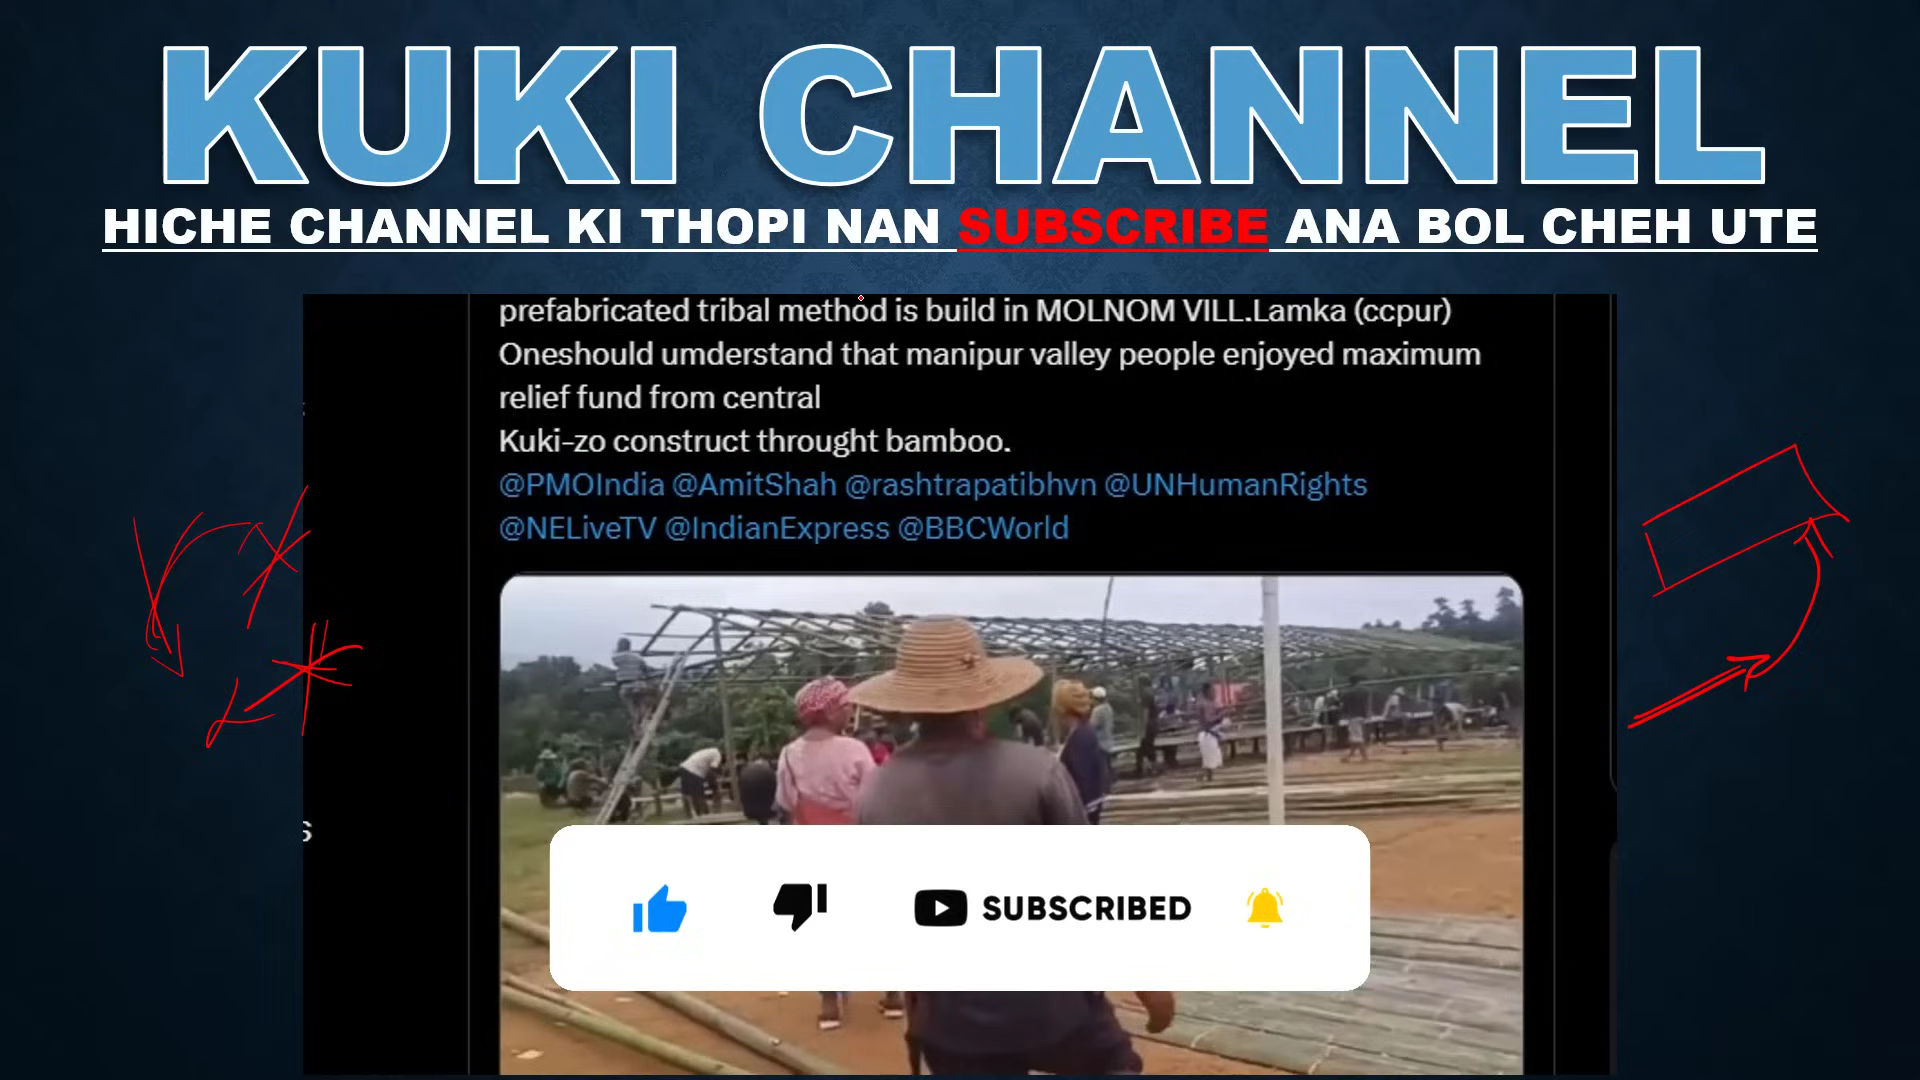 KUKI CHANNEL
HICHE CHANNEL KI THOPI NAN SUBSCRIBE ANA BOL CHEH UTE
prefabricated tribal method is build in MOLNOM VILL.Lamka (ccpur)
Oneshould umderstand that manipur valley people enjoyed maximum
relief fund from central
Kuki-zo construct throught bamboo.
@PMOIndia @AmitShah @rashtrapatibhvn @UNHumanRights
@NELiveTV @IndianExpress @BBCWorld
s
SUBSCRIBED